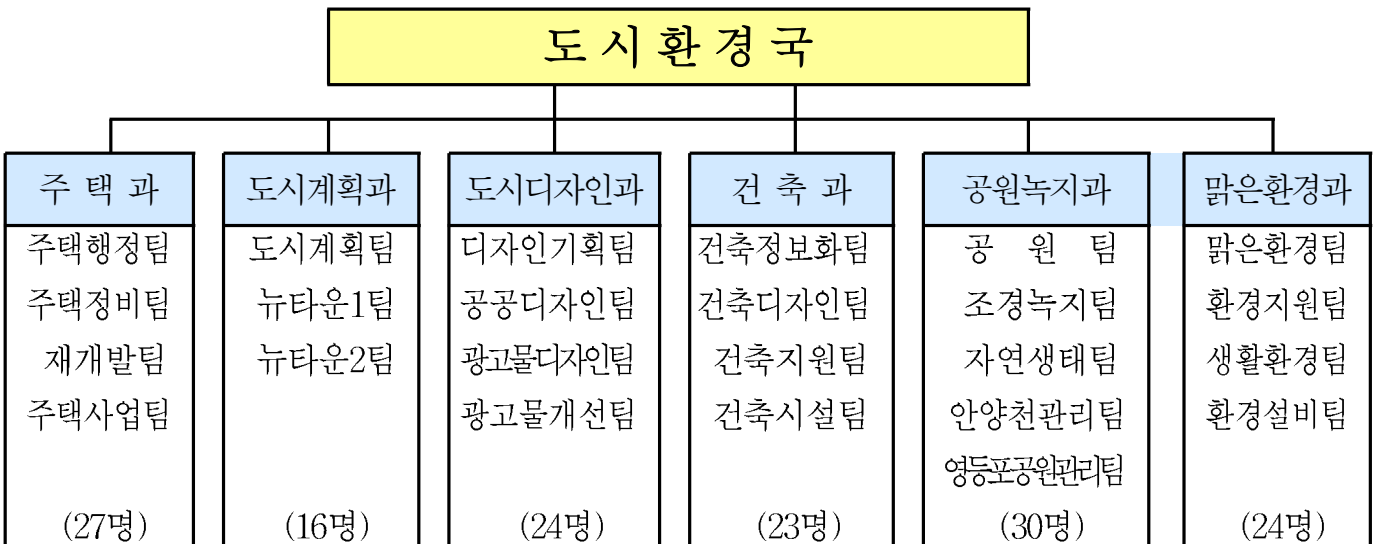 도 시 환 경 국
주 택 과
주택행정팀
주택정비팀
재개발팀
주택사업팀
(27명)
도시계획과
도시계획팀
뉴타운1팀
뉴타운2팀
(16명)
도시디자인과
디자인기획팀
공공디자인팀
광고물디자인팀
광고물개선팀
(24명)
건 축 과
건축정보화팀
건축디자인팀
건축지원팀
건축시설팀
(23명)
공원녹지과
공 원 팀
조경녹지팀
자연생태팀
안양천관리팀
영등포공원관리팀
(30명)
맑은환경과
맑은환경팀
환경지원팀
생활환경팀
환경설비팀
(24명)